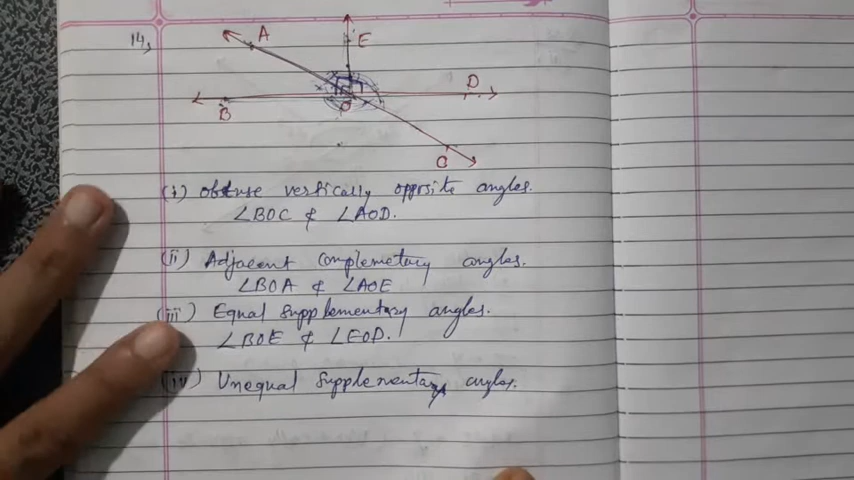 14,
A
E
D
B
O
C
(i) Obtuse vertically opposite angles.
∠BOC & ∠AOD.
(ii) Adjacent complemetary angles.
∠BOA & ∠AOE
(iii) Equal supplementary angles.
∠BOE & ∠EOD.
(iv) Unequal supplementary angles.